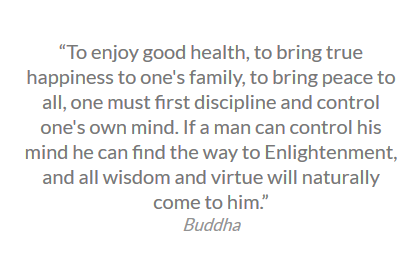 “To enjoy good health, to bring true
happiness to one's family, to bring peace to
all, one must first discipline and control
one's own mind. If a man can control his
mind he can find the way to Enlightenment,
and all wisdom and virtue will naturally
come to him.”
Buddha